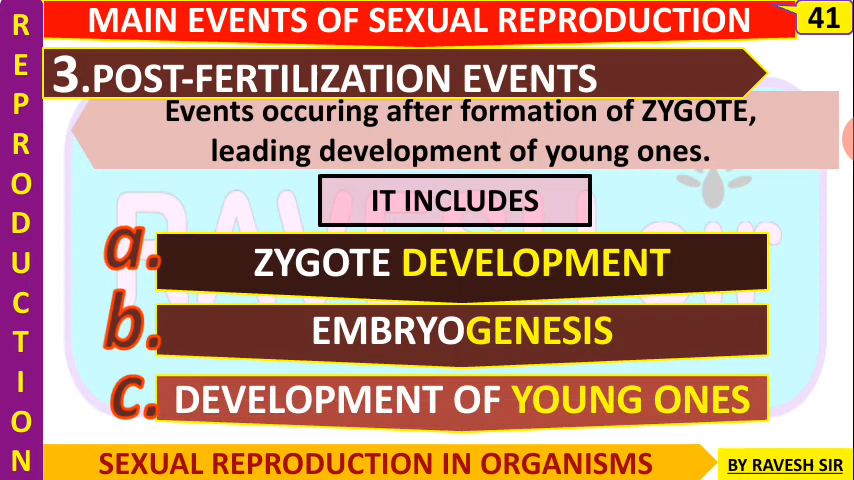 MAIN EVENTS OF SEXUAL REPRODUCTION
41
3.POST-FERTILIZATION EVENTS
Events occuring after formation of ZYGOTE,
leading development of young ones.
IT INCLUDES
a. ZYGOTE DEVELOPMENT
b. EMBRYOGENESIS
c. DEVELOPMENT OF YOUNG ONES
SEXUAL REPRODUCTION IN ORGANISMS
BY RAVESH SIR
REPRODUCTION
RAVESH Sir